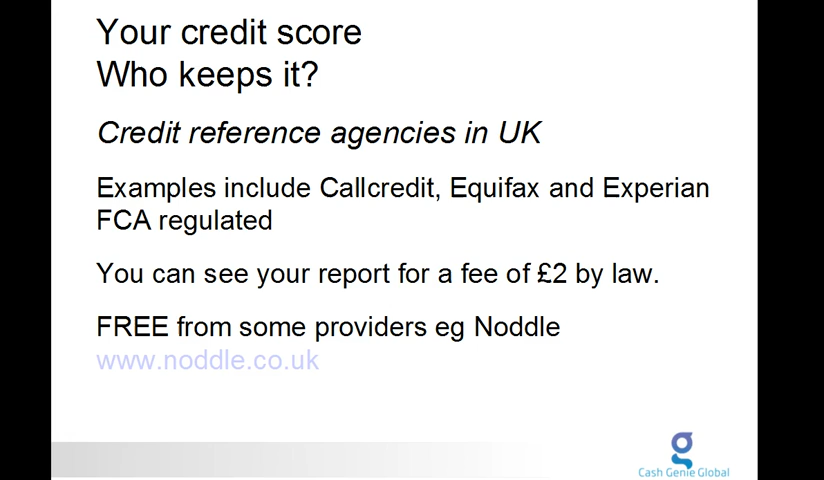 Your credit score
Who keeps it?
Credit reference agencies in UK
Examples include Callcredit, Equifax and Experian
FCA regulated
You can see your report for a fee of £2 by law.
FREE from some providers eg Noddle
www.noddle.co.uk
Cash Genie Global